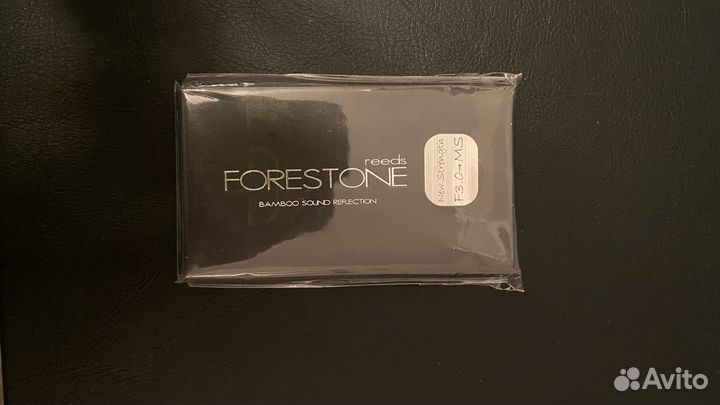 reeds
FORESTONE
BAMBOO SOUND REFLECTION
New Strength
F3.0→MS
Avito